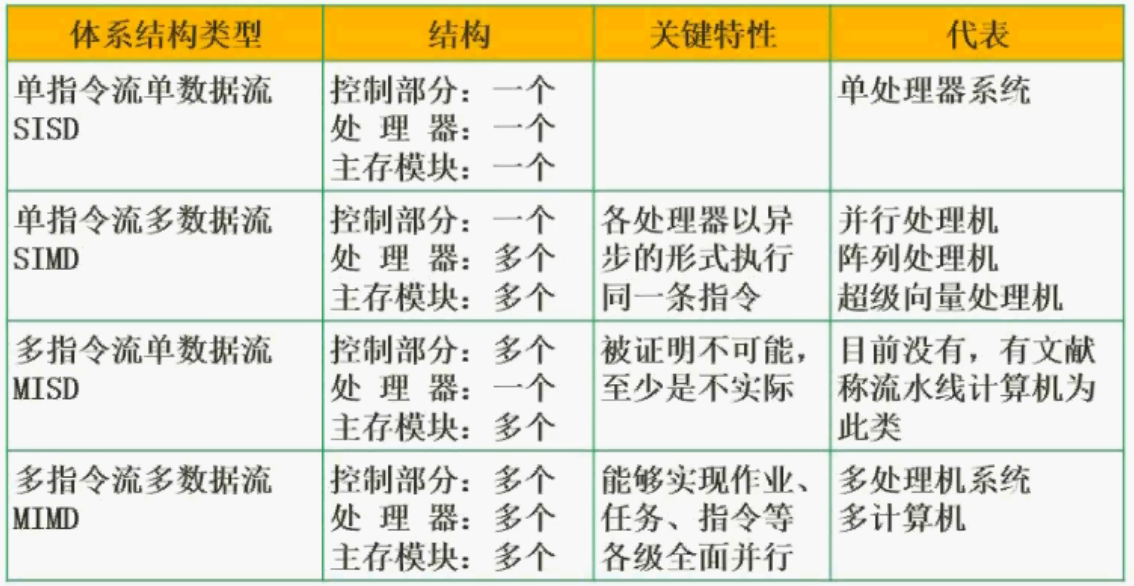 体系结构类型 结构 关键特性 代表
单指令流单数据流
SISD
控制部分：一个
处 理 器：一个
主存模块：一个
单处理器系统
单指令流多数据流
SIMD
控制部分：一个
处 理 器：多个
主存模块：多个
各处理器以异
步的形式执行
同一条指令
并行处理机
阵列处理机
超级向量处理机
多指令流单数据流
MISD
控制部分：多个
处 理 器：一个
主存模块：多个
被证明不可能，
至少是不实际
目前没有，有文献
称流水线计算机为
此类
多指令流多数据流
MIMD
控制部分：多个
处 理 器：多个
主存模块：多个
能够实现作业、
任务、指令等
各级全面并行
多处理机系统
多计算机